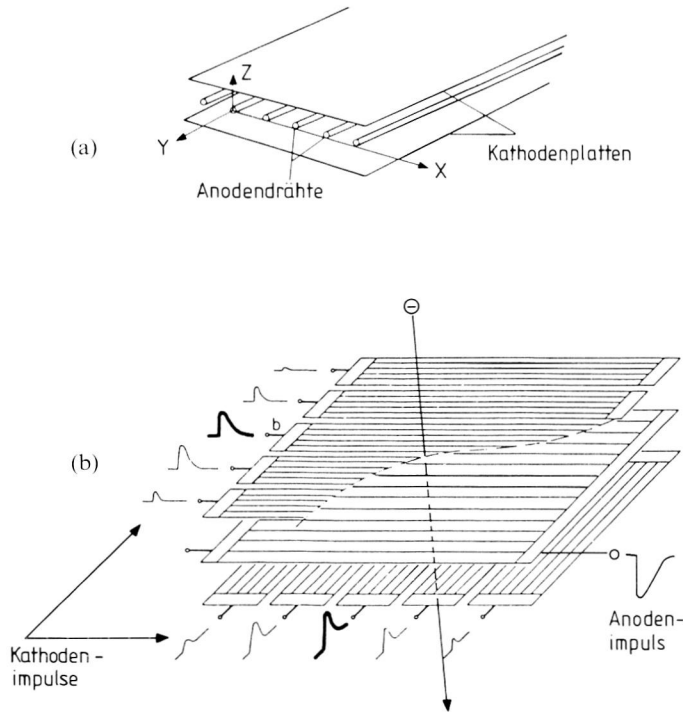 (a)
Z
Y
X
Anodendrähte
Kathodenplatten
(b)
b
Kathoden -
impulse
Anoden-
impuls